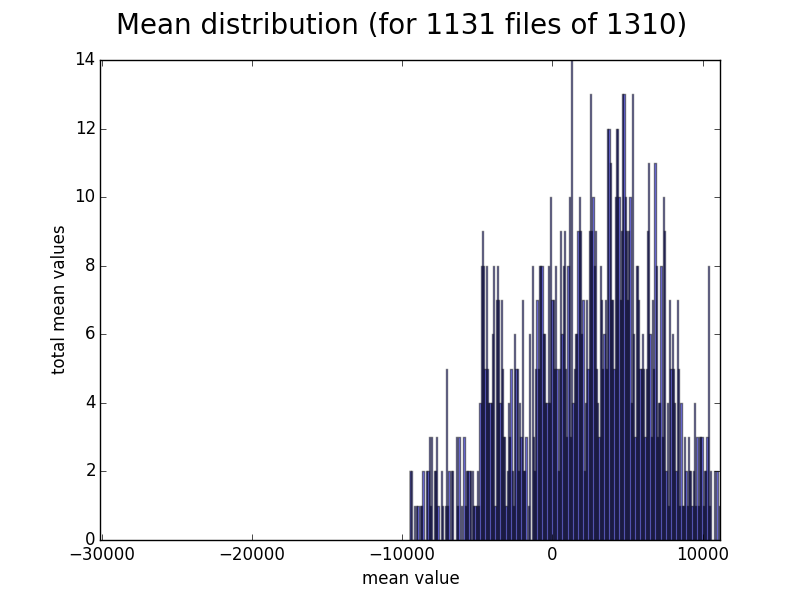 Mean distribution (for 1131 files of 1310)
14
12
10
8
6
4
2
0
total mean values
−30000 −20000 −10000 0 10000
mean value